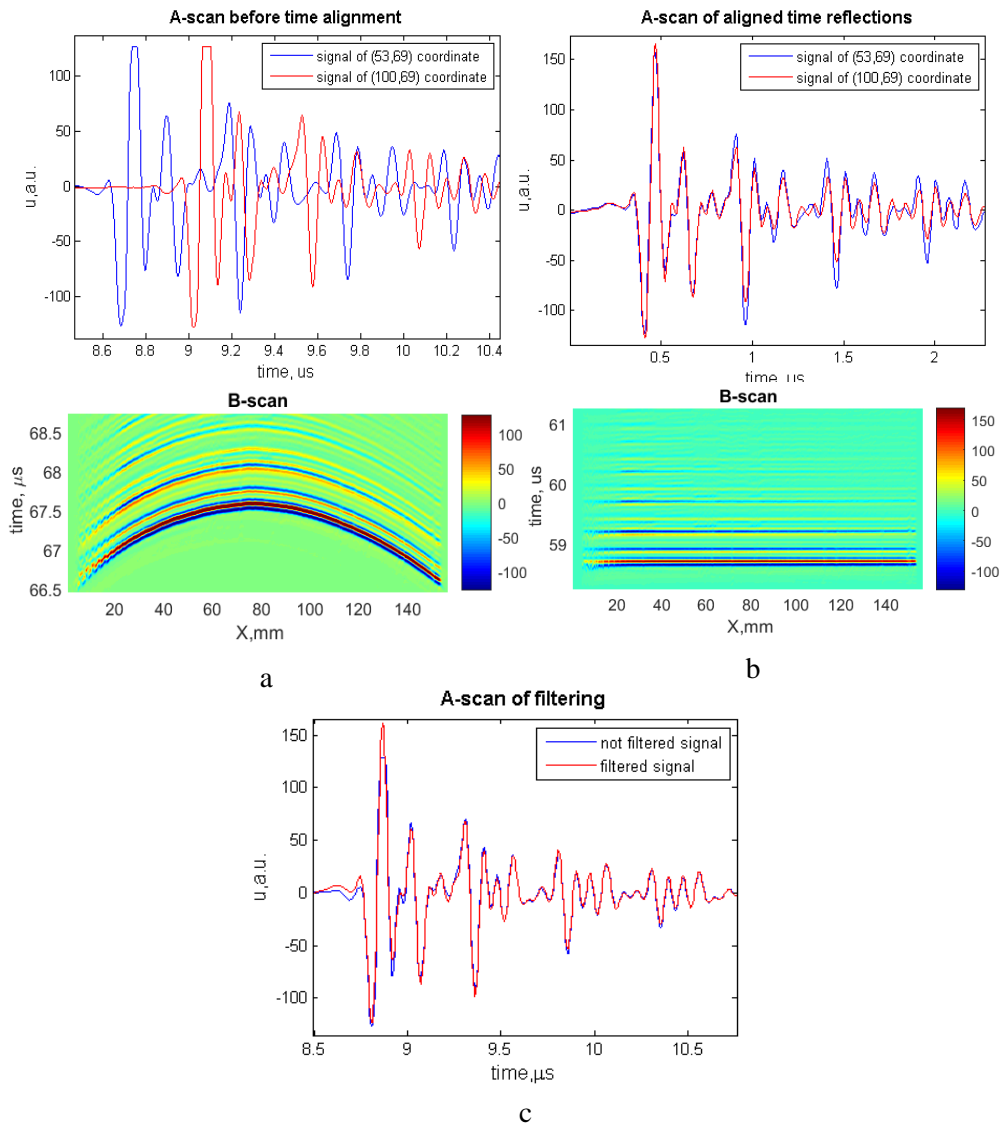 A-scan before time alignment
signal of (53,69) coordinate
signal of (100,69) coordinate
100
50
0
-50
-100
u,a.u.
8.6 8.8 9 9.2 9.4 9.6 9.8 10 10.2 10.4
time, us
A-scan of aligned time reflections
signal of (53,69) coordinate
signal of (100,69) coordinate
150
100
50
0
-50
-100
u,a.u.
0.5 1 1.5 2
time, us
B-scan
68.5
68
67.5
67
66.5
time, μs
20 40 60 80 100 120 140
X,mm
100
50
0
-50
-100
a
B-scan
61
60
59
time, us
20 40 60 80 100 120 140
X,mm
150
100
50
0
-50
-100
b
A-scan of filtering
not filtered signal
filtered signal
150
100
50
0
-50
-100
u,a.u.
8.5 9 9.5 10 10.5
time,μs
c